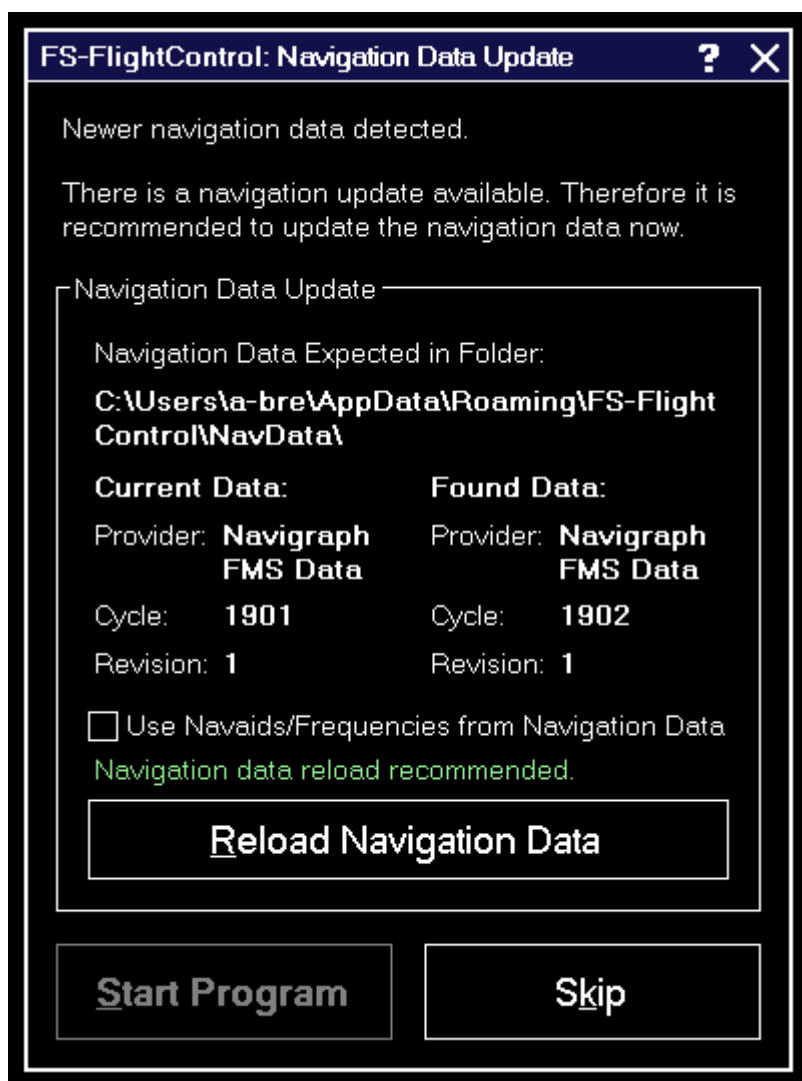 FS-FlightControl: Navigation Data Update ? X
Newer navigation data detected.
There is a navigation update available. Therefore it is
recommended to update the navigation data now.
Navigation Data Update
Navigation Data Expected in Folder:
C:\Users\a-bre\AppData\Roaming\FS-Flight
Control\NavData\
Current Data: Found Data:
Provider: Navigraph Provider: Navigraph
FMS Data FMS Data
Cycle: 1901 Cycle: 1902
Revision: 1 Revision: 1
Use Navaids/Frequencies from Navigation Data
Navigation data reload recommended.
Reload Navigation Data
Start Program Skip